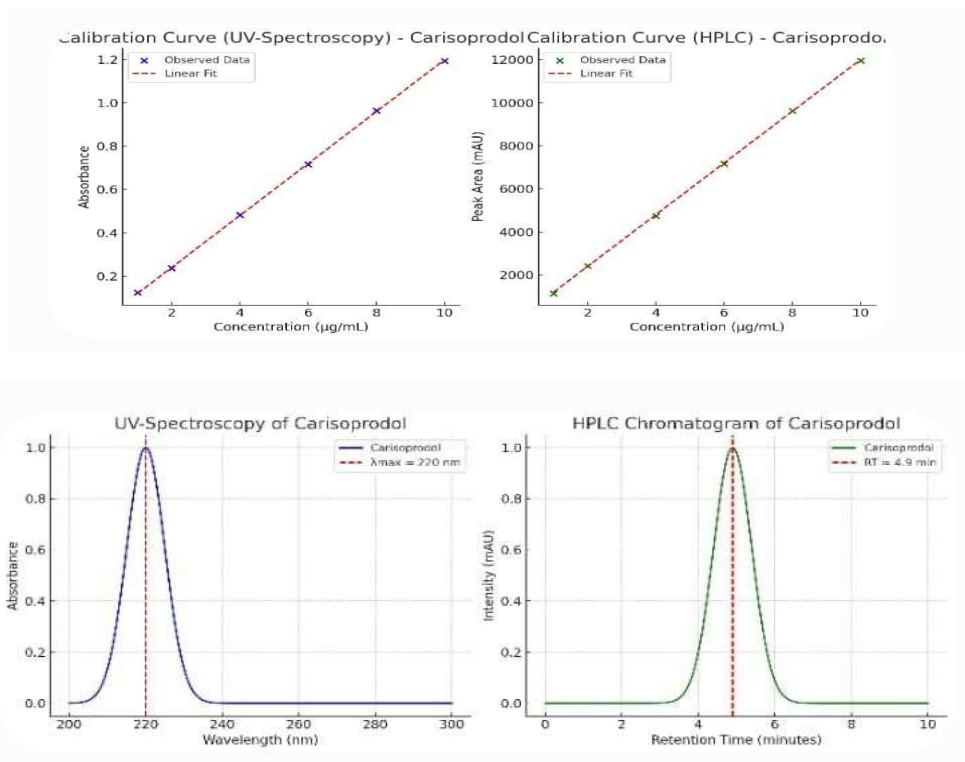 alibration Curve (UV-Spectroscopy) - Carisoprodol
Observed Data
Linear Fit
1.2
1.0
0.8
0.6
0.4
0.2
Absorbance
2 4 6 8 10
Concentration (µg/mL)
Calibration Curve (HPLC) - Carisoprodo
Observed Data
Linear Fit
12000
10000
8000
6000
4000
2000
Peak Area (mAU)
2 4 6 8 10
Concentration (µg/mL)
UV-Spectroscopy of Carisoprodol
Carisoprodol
λmax = 220 nm
1.0
0.8
0.6
0.4
0.2
0.0
Absorbance
200 220 240 260 280 300
Wavelength (nm)
HPLC Chromatogram of Carisoprodol
Carisoprodol
RT = 4.9 min
1.0
0.8
0.6
0.4
0.2
0.0
Intensity (mAU)
0 2 4 6 8 10
Retention Time (minutes)